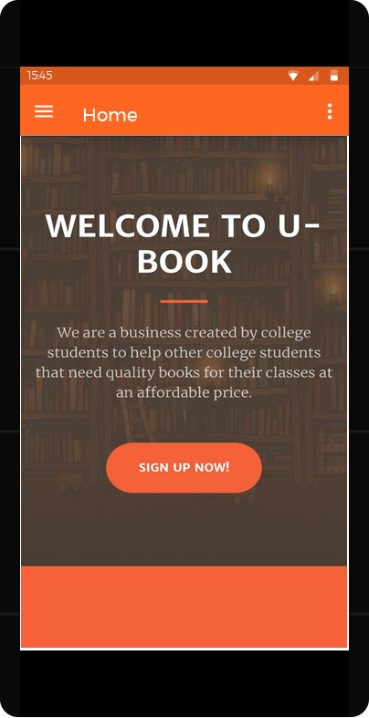 15:45
Home
WELCOME TO U-
BOOK
We are a business created by college
students to help other college students
that need quality books for their classes at
an affordable price.
SIGN UP NOW!